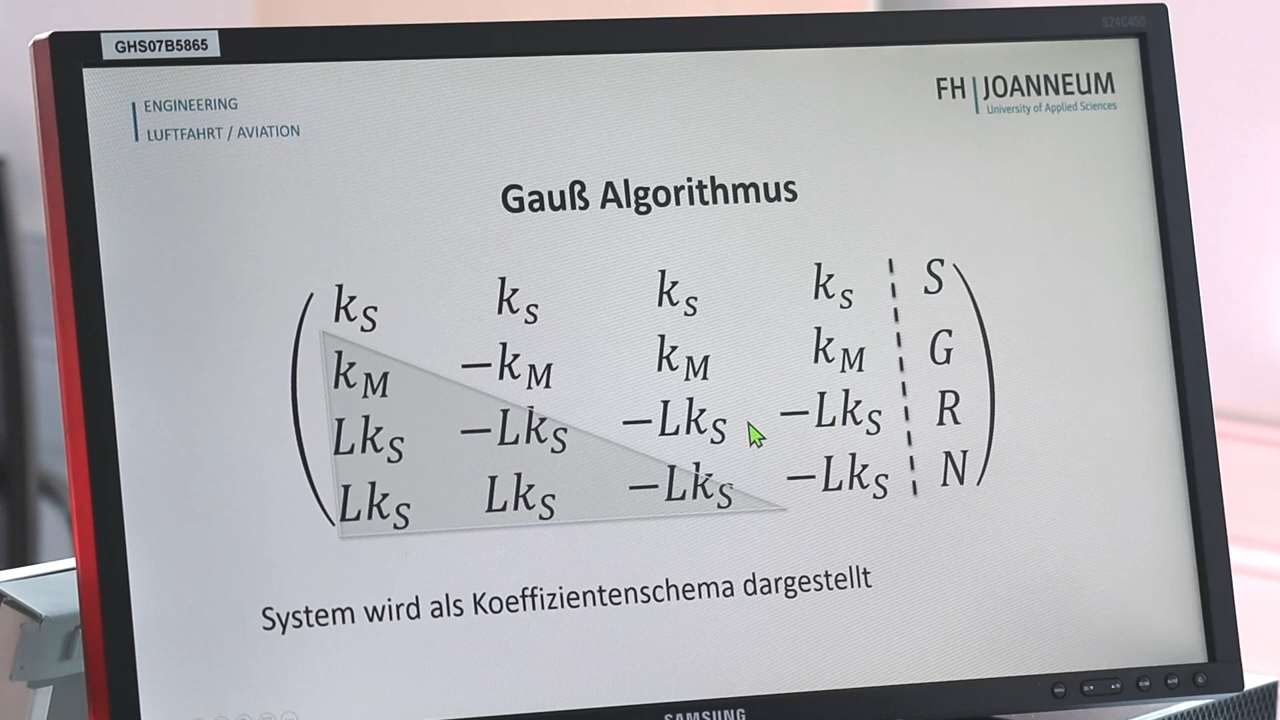 S24C450
GHS07B5865
ENGINEERING
LUFTFAHRT / AVIATION
FH | JOANNEUM
University of Applied Sciences
Gauß Algorithmus
k_S k_s k_s k_s S
k_M −k_M k_M k_M G
Lk_S −Lk_S −Lk_S −Lk_S R
Lk_S Lk_S −Lk_S −Lk_S N
System wird als Koeffizientenschema dargestellt
SAMSUNG